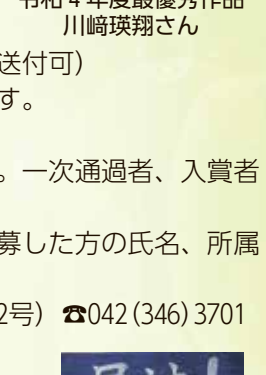 令和4年度最優秀作品
川﨑瑛翔さん
送付可)
す。
。一次通過者、入賞者
募した方の氏名、所属
2号) ☎042(346)3701